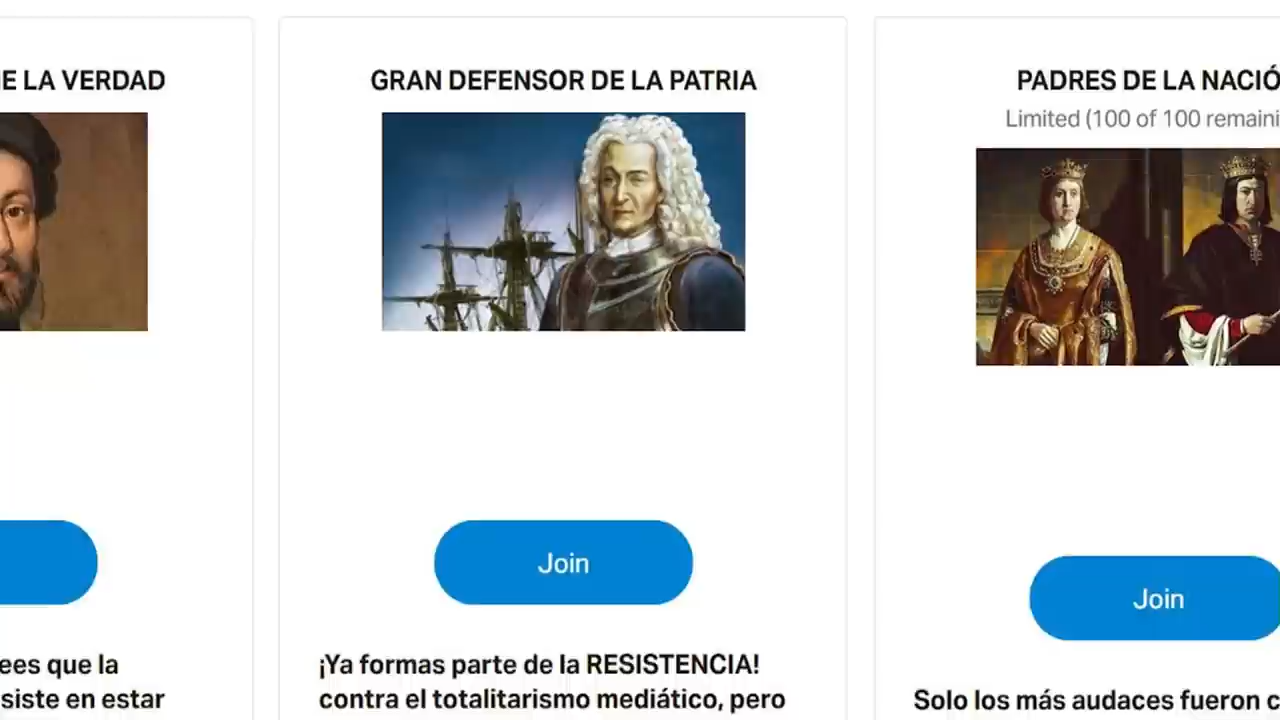 E LA VERDAD
ees que la
siste en estar
GRAN DEFENSOR DE LA PATRIA
Join
¡Ya formas parte de la RESISTENCIA!
contra el totalitarismo mediático, pero
PADRES DE LA NACIÓ
Limited (100 of 100 remaini
Join
Solo los más audaces fueron c